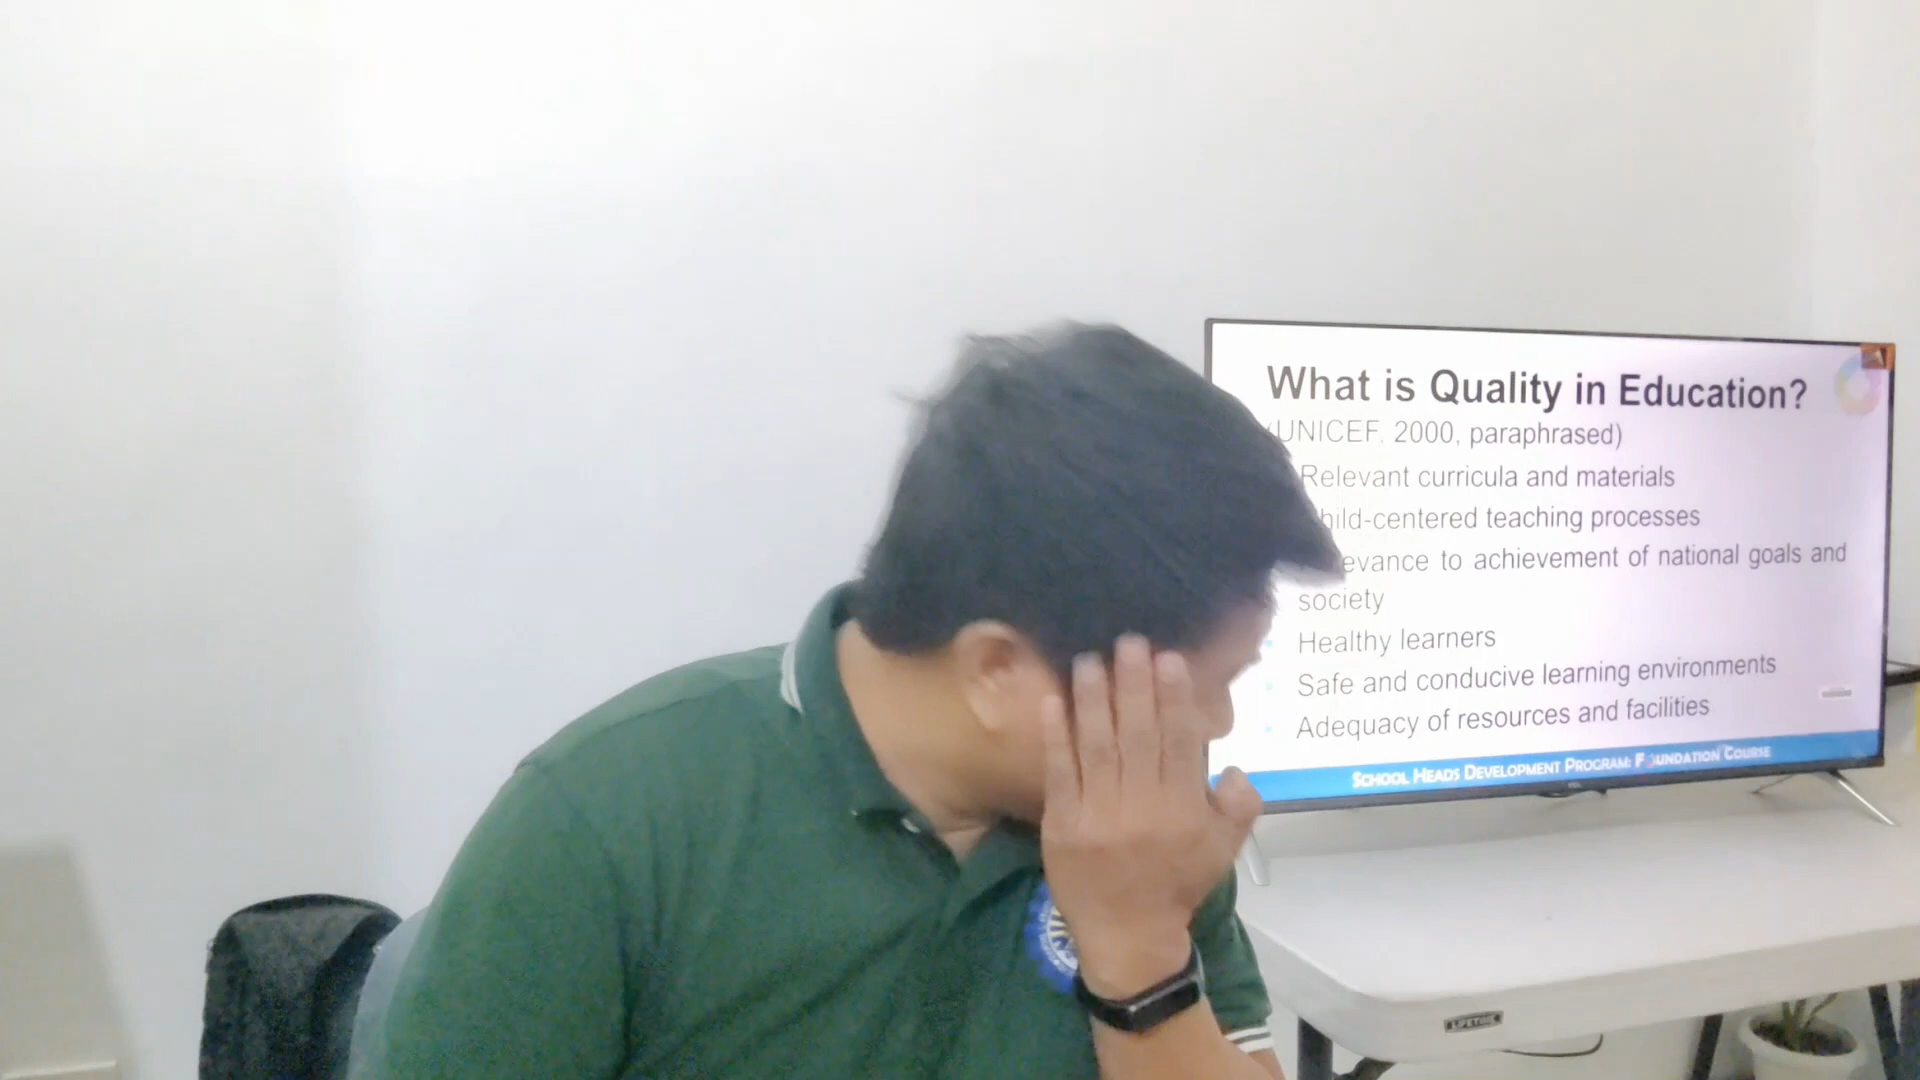 What is Quality in Education?
(UNICEF, 2000, paraphrased)
Relevant curricula and materials
hild-centered teaching processes
evance to achievement of national goals and
society
Healthy learners
Safe and conducive learning environments
Adequacy of resources and facilities
SCHOOL HEADS DEVELOPMENT PROGRAM: FOUNDATION COURSE
LIFETIME